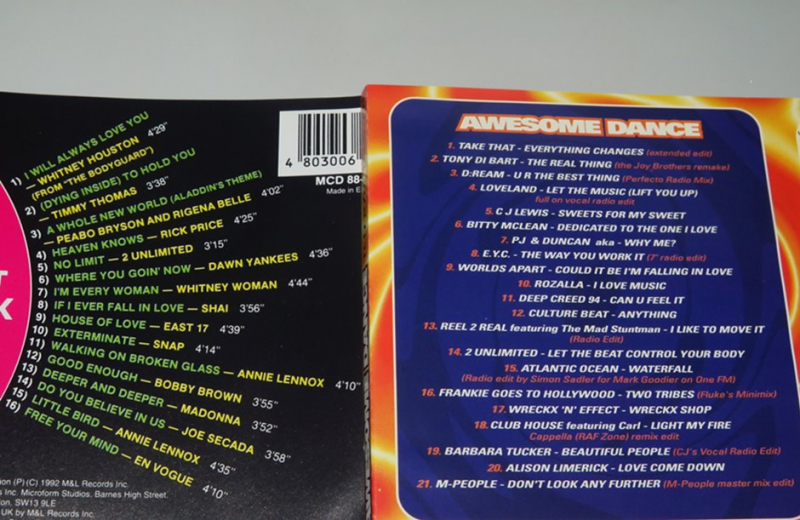 T
K
1) I WILL ALWAYS LOVE YOU
— WHITNEY HOUSTON 4'29"
(FROM "THE BODYGUARD")
2) (DYING INSIDE) TO HOLD YOU
— TIMMY THOMAS 3'38"
3) A WHOLE NEW WORLD (ALADDIN'S THEME)
— PEABO BRYSON AND RIGENA BELLE 4'02"
4) HEAVEN KNOWS — RICK PRICE 4'25"
5) NO LIMIT — 2 UNLIMITED 3'15"
6) WHERE YOU GOIN' NOW — DAWN YANKEES 4'36"
7) I'M EVERY WOMAN — WHITNEY WOMAN 4'44"
8) IF I EVER FALL IN LOVE — SHAI 3'56"
9) HOUSE OF LOVE — EAST 17 4'39"
10) EXTERMINATE — SNAP 4'14"
11) WALKING ON BROKEN GLASS — ANNIE LENNOX 4'10"
12) GOOD ENOUGH — BOBBY BROWN 3'55"
13) DEEPER AND DEEPER — MADONNA 3'52"
14) DO YOU BELIEVE IN US — JOE SECADA 3'58"
15) LITTLE BIRD — ANNIE LENNOX 4'35"
16) FREE YOUR MIND — EN VOGUE 4'10"
4 803006
MCD 88
Made in
(P) (C) 1992 M&L Records Inc.
Inc. Microform Studios, Barnes High Street,
SW13 9LE
UK by M&L Records Inc.
AWESOME DANCE
1. TAKE THAT - EVERYTHING CHANGES (extended edit)
2. TONY DI BART - THE REAL THING (the Joy Brothers remake)
3. D:REAM - U R THE BEST THING (Perfecto Radio Mix)
4. LOVELAND - LET THE MUSIC (LIFT YOU UP)
full on vocal radio edit
5. C J LEWIS - SWEETS FOR MY SWEET
6. BITTY MCLEAN - DEDICATED TO THE ONE I LOVE
7. PJ & DUNCAN aka - WHY ME?
8. E.Y.C. - THE WAY YOU WORK IT (7" radio edit)
9. WORLDS APART - COULD IT BE I'M FALLING IN LOVE
10. ROZALLA - I LOVE MUSIC
11. DEEP CREED 94 - CAN U FEEL IT
12. CULTURE BEAT - ANYTHING
13. REEL 2 REAL featuring The Mad Stuntman - I LIKE TO MOVE IT
(Radio Edit)
14. 2 UNLIMITED - LET THE BEAT CONTROL YOUR BODY
15. ATLANTIC OCEAN - WATERFALL
(Radio edit by Simon Sadler for Mark Goodier on One FM)
16. FRANKIE GOES TO HOLLYWOOD - TWO TRIBES (Fluke's Minimix)
17. WRECKX 'N' EFFECT - WRECKX SHOP
18. CLUB HOUSE featuring Carl - LIGHT MY FIRE
Cappella (RAF Zone) remix edit
19. BARBARA TUCKER - BEAUTIFUL PEOPLE (CJ's Vocal Radio Edit)
20. ALISON LIMERICK - LOVE COME DOWN
21. M-PEOPLE - DON'T LOOK ANY FURTHER (M-People master mix edit)